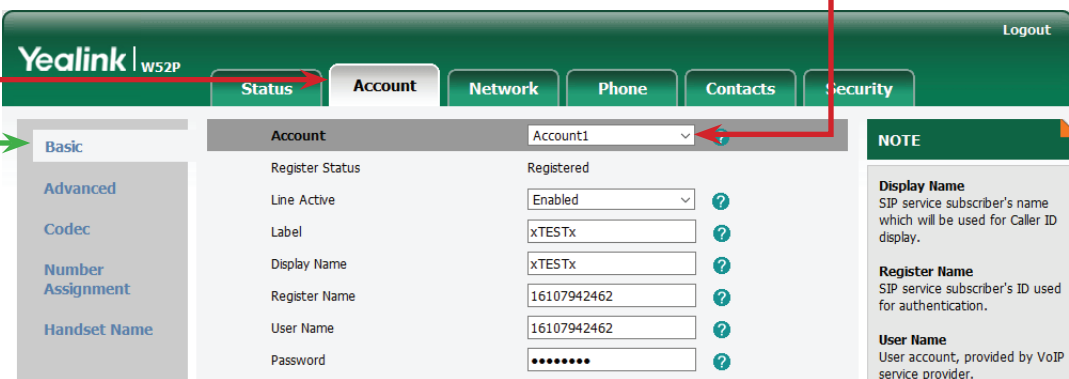 Logout
Yealink W52P
Status Account Network Phone Contacts Security
Basic
Advanced
Codec
Number
Assignment
Handset Name
Account Account1 ?
Register Status Registered
Line Active Enabled ?
Label xTESTx ?
Display Name xTESTx ?
Register Name 16107942462 ?
User Name 16107942462 ?
Password •••••••• ?
NOTE
Display Name
SIP service subscriber's name
which will be used for Caller ID
display.
Register Name
SIP service subscriber's ID used
for authentication.
User Name
User account, provided by VoIP
service provider.